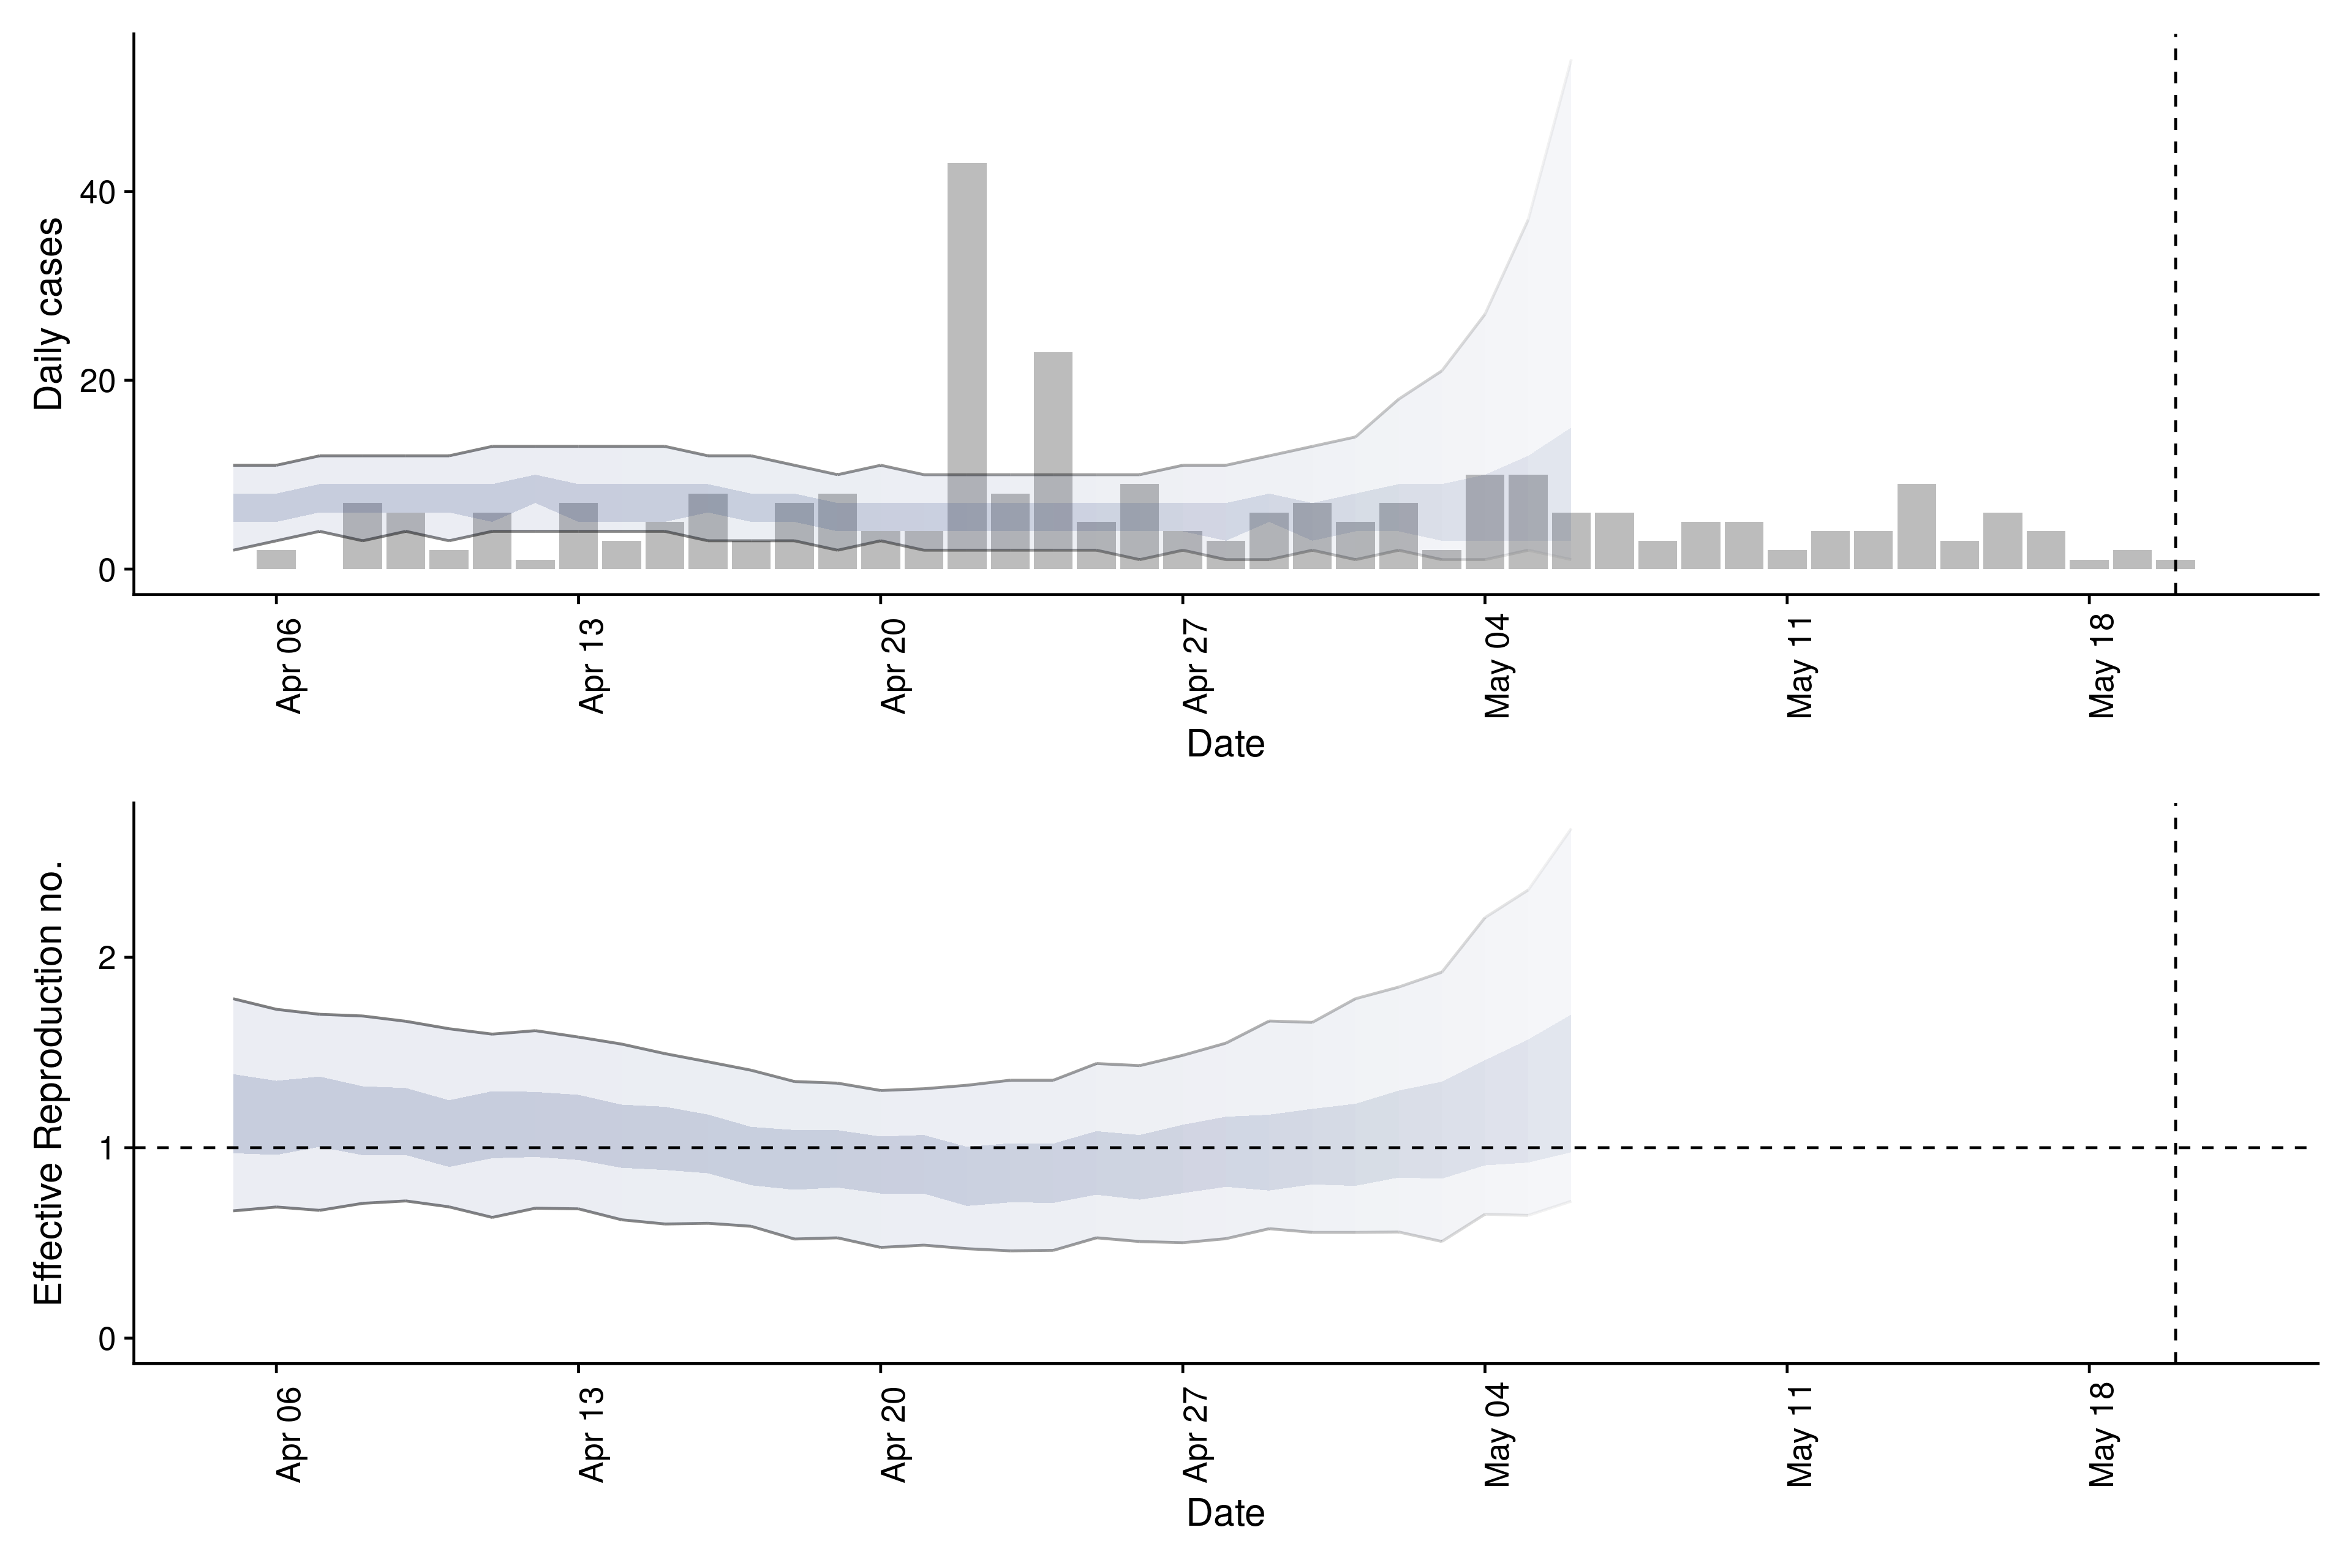 Daily cases
40
20
0
Apr 06
Apr 13
Apr 20
Apr 27
May 04
May 11
May 18
Date
Effective Reproduction no.
2
1
0
Apr 06
Apr 13
Apr 20
Apr 27
May 04
May 11
May 18
Date